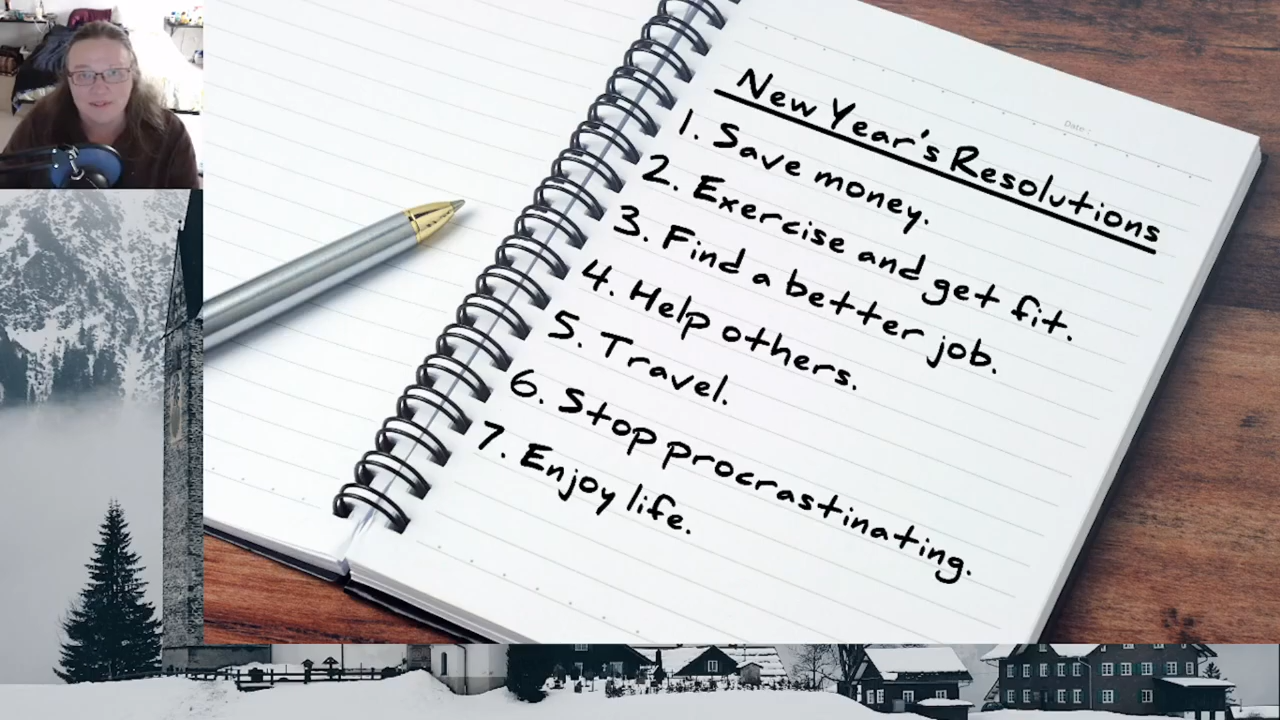 Date :
New Year's Resolutions
1. Save money.
2. Exercise and get fit.
3. Find a better job.
4. Help others.
5. Travel.
6. Stop procrastinating.
7. Enjoy life.